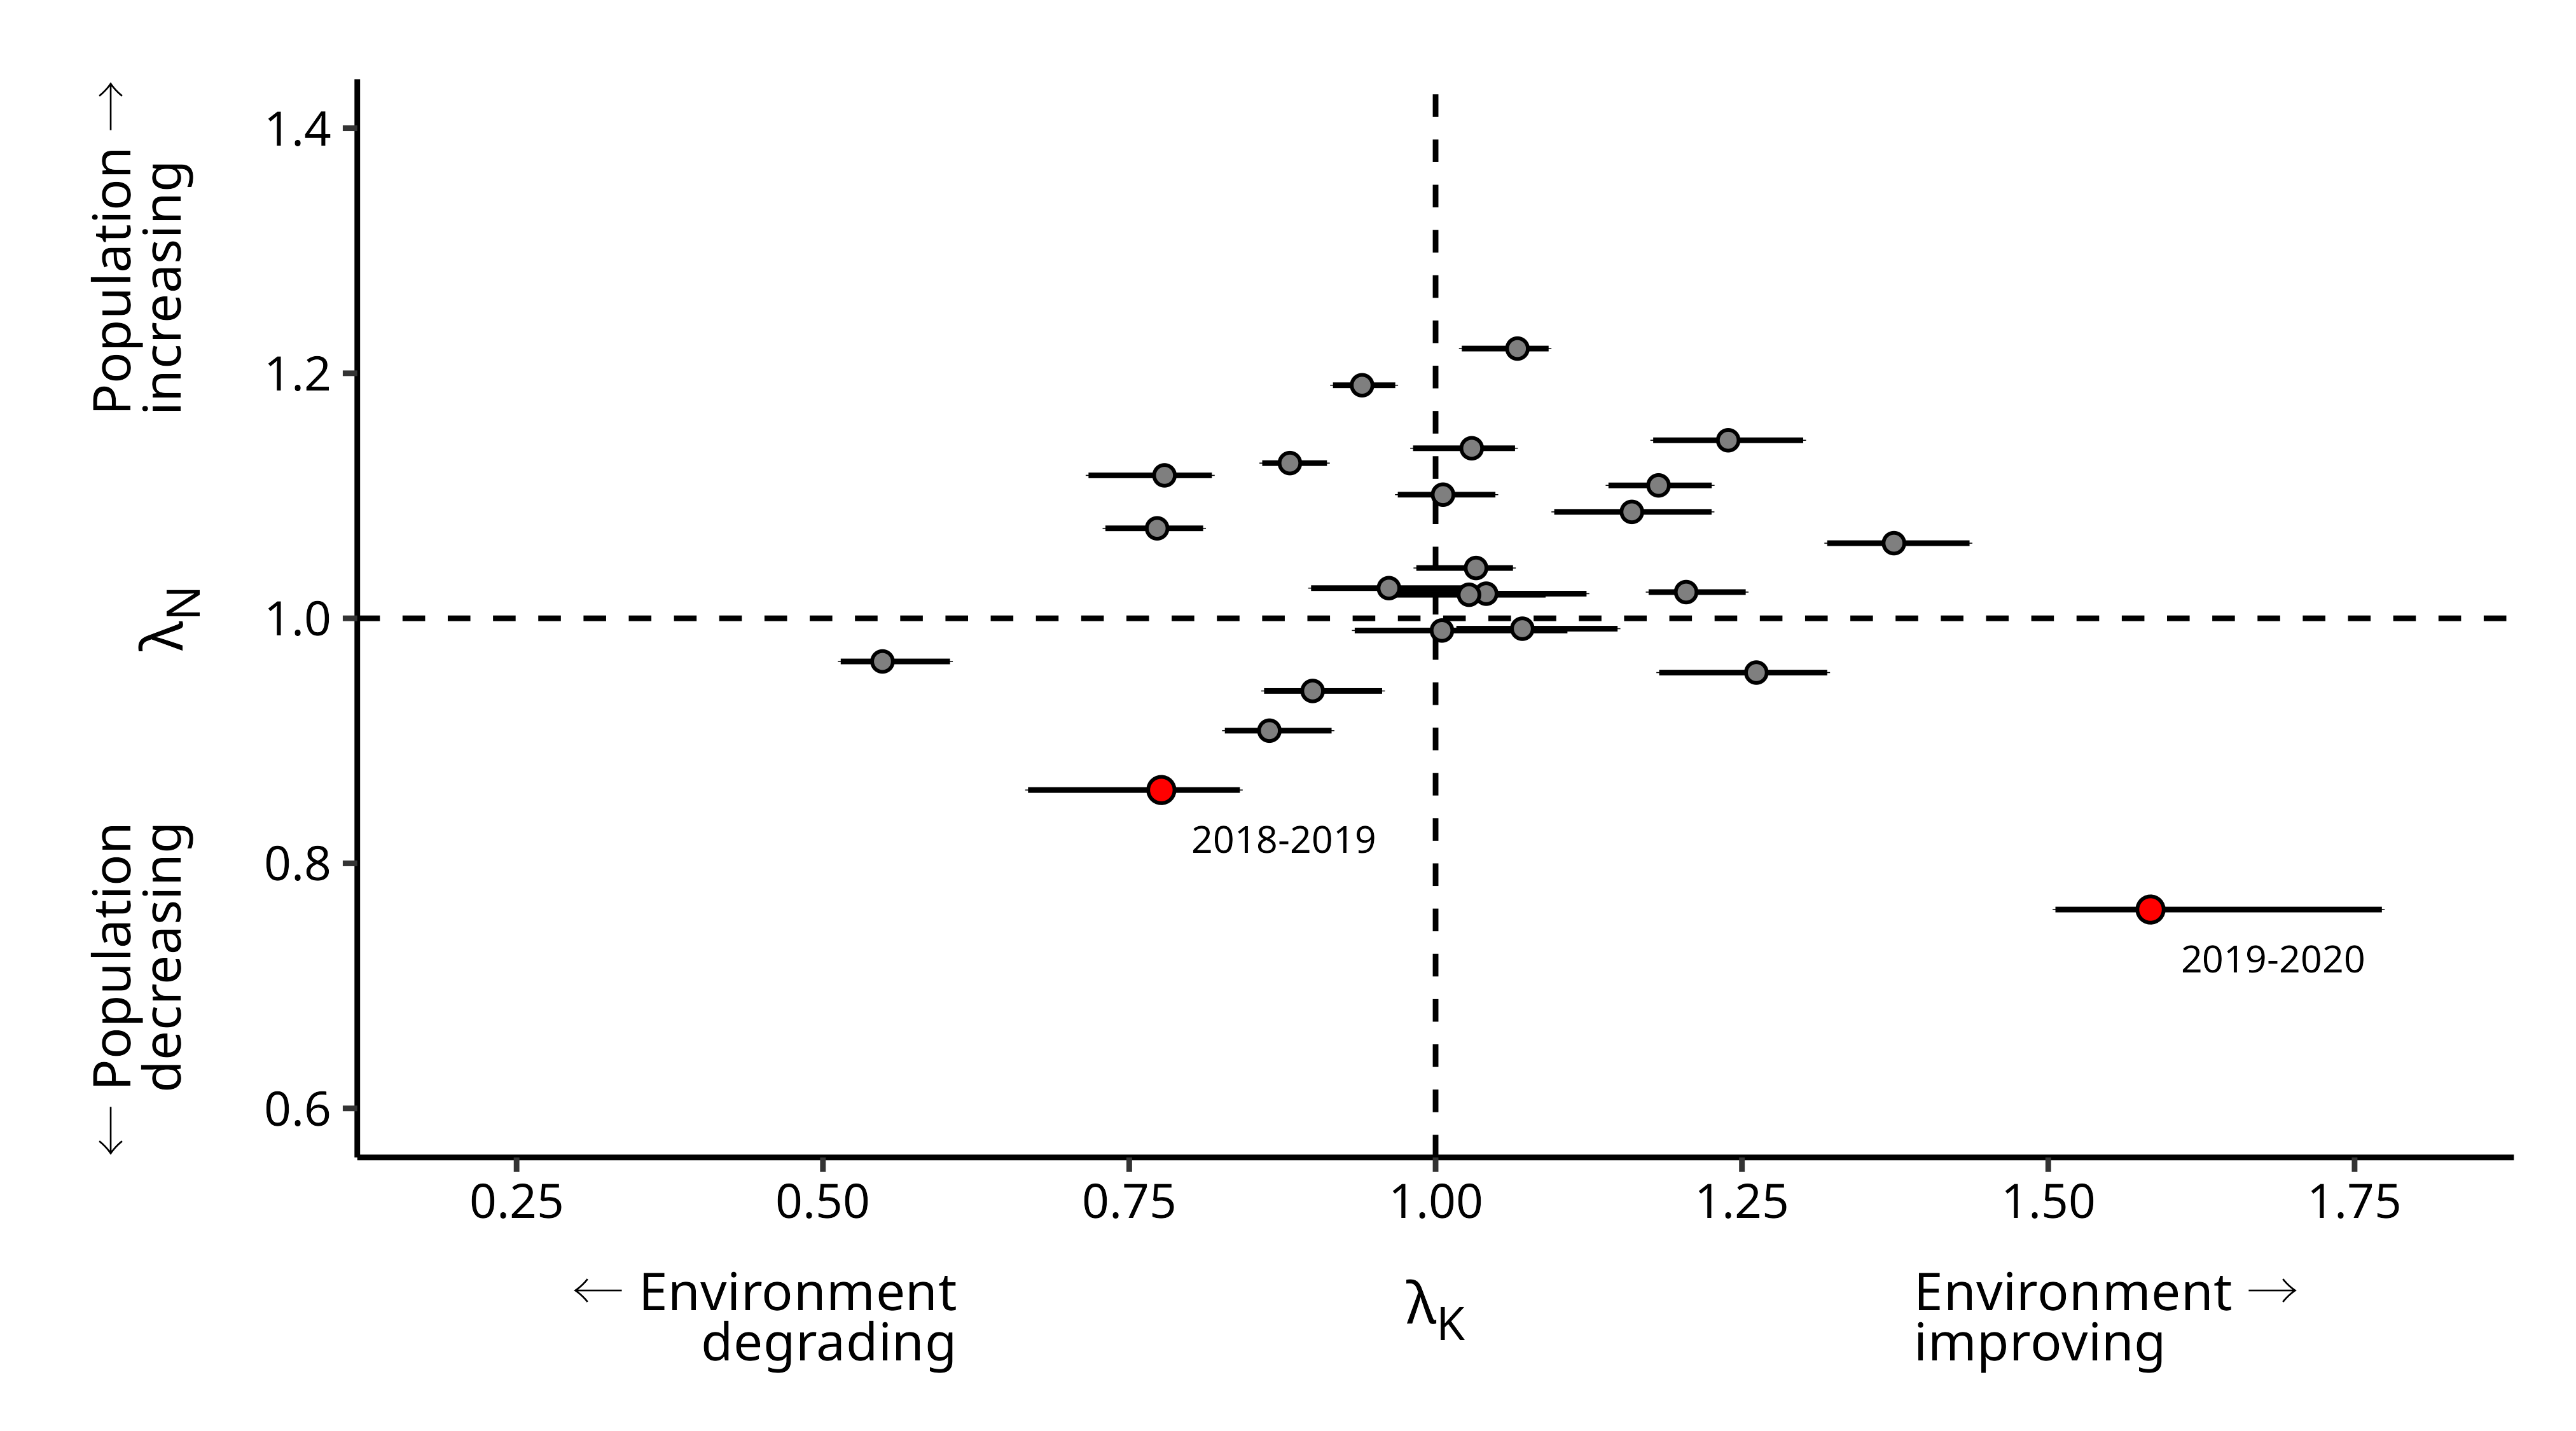 Population →
increasing
λN
← Population
decreasing
1.4
1.2
1.0
0.8
0.6
2018-2019
2019-2020
0.25
0.50
0.75
1.00
1.25
1.50
1.75
← Environment
degrading
λK
Environment →
improving